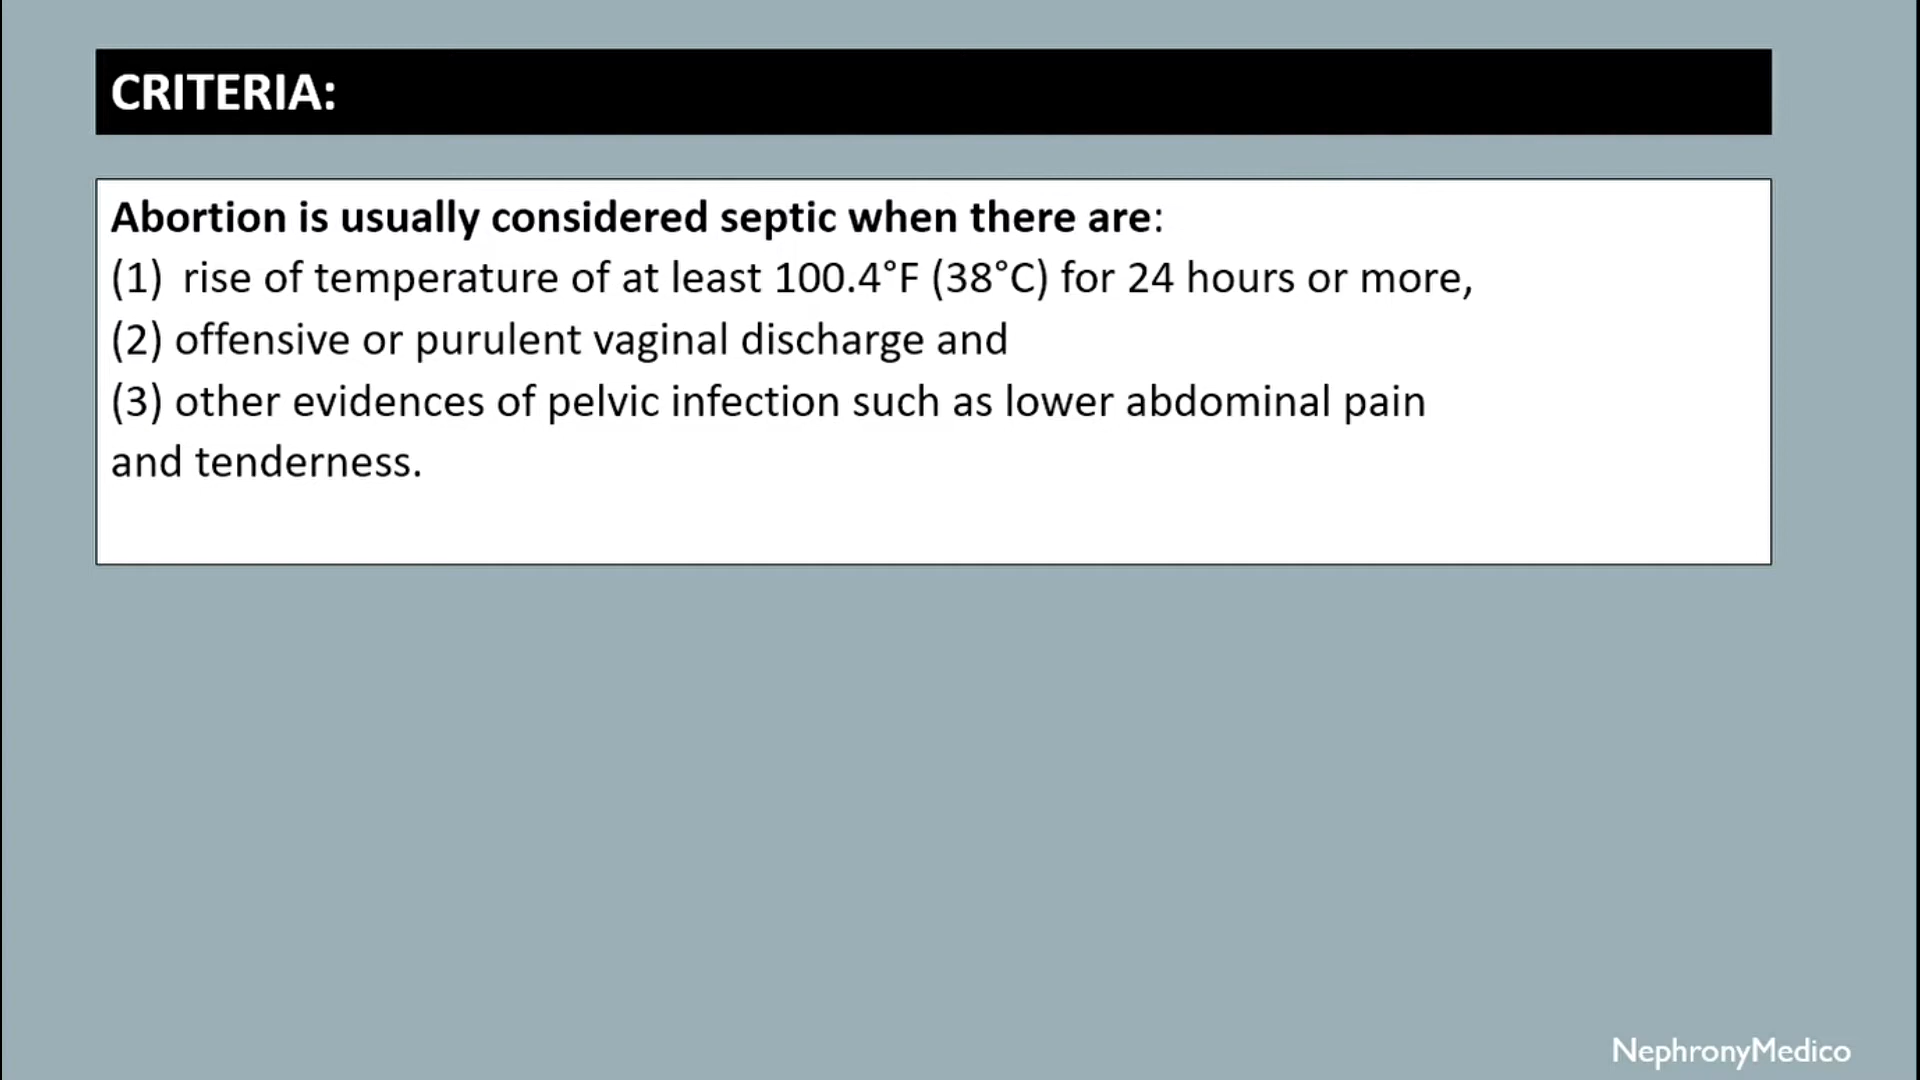 CRITERIA:
Abortion is usually considered septic when there are:
(1) rise of temperature of at least 100.4°F (38°C) for 24 hours or more,
(2) offensive or purulent vaginal discharge and
(3) other evidences of pelvic infection such as lower abdominal pain
and tenderness.
NephronyMedico